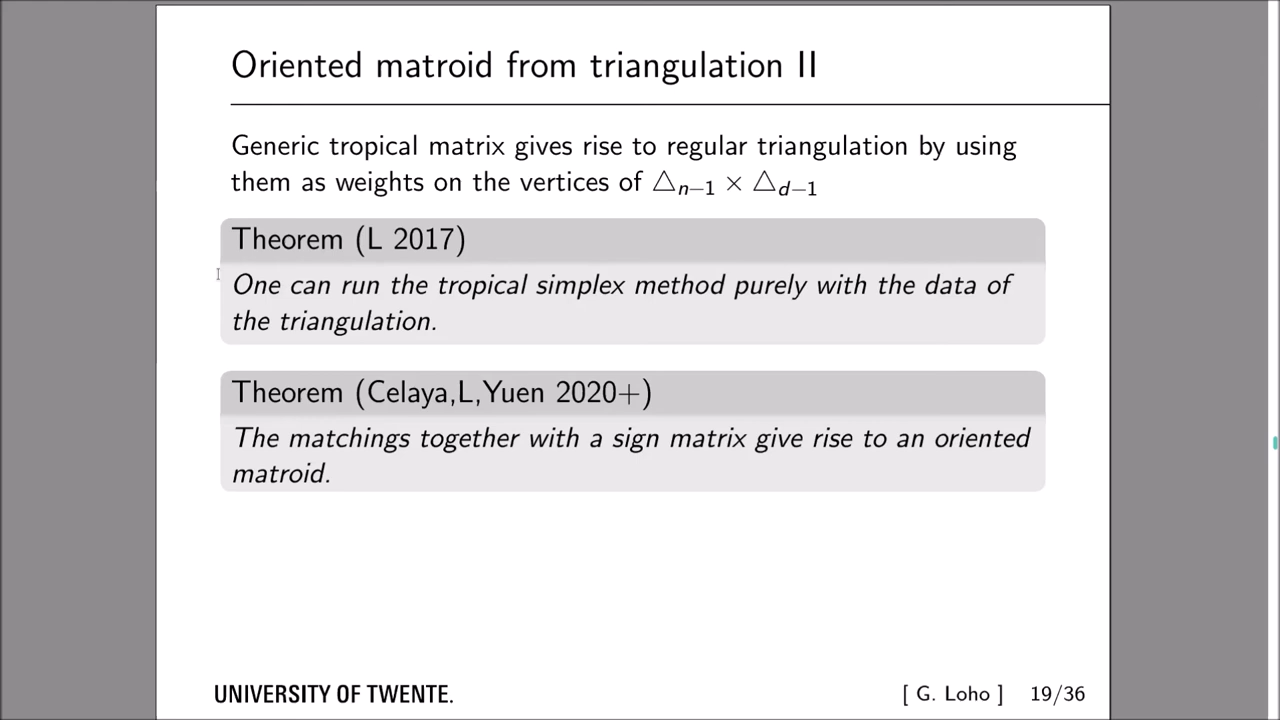 Oriented matroid from triangulation II
Generic tropical matrix gives rise to regular triangulation by using
them as weights on the vertices of △n−1 × △d−1
Theorem (L 2017)
One can run the tropical simplex method purely with the data of
the triangulation.
Theorem (Celaya,L,Yuen 2020+)
The matchings together with a sign matrix give rise to an oriented
matroid.
UNIVERSITY OF TWENTE.
[ G. Loho ] 19/36